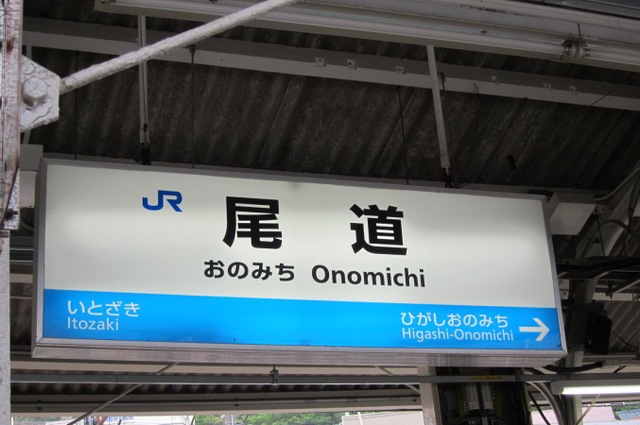 JR
尾道
おのみち Onomichi
いとざき
Itozaki
ひがしおのみち
Higashi-Onomichi